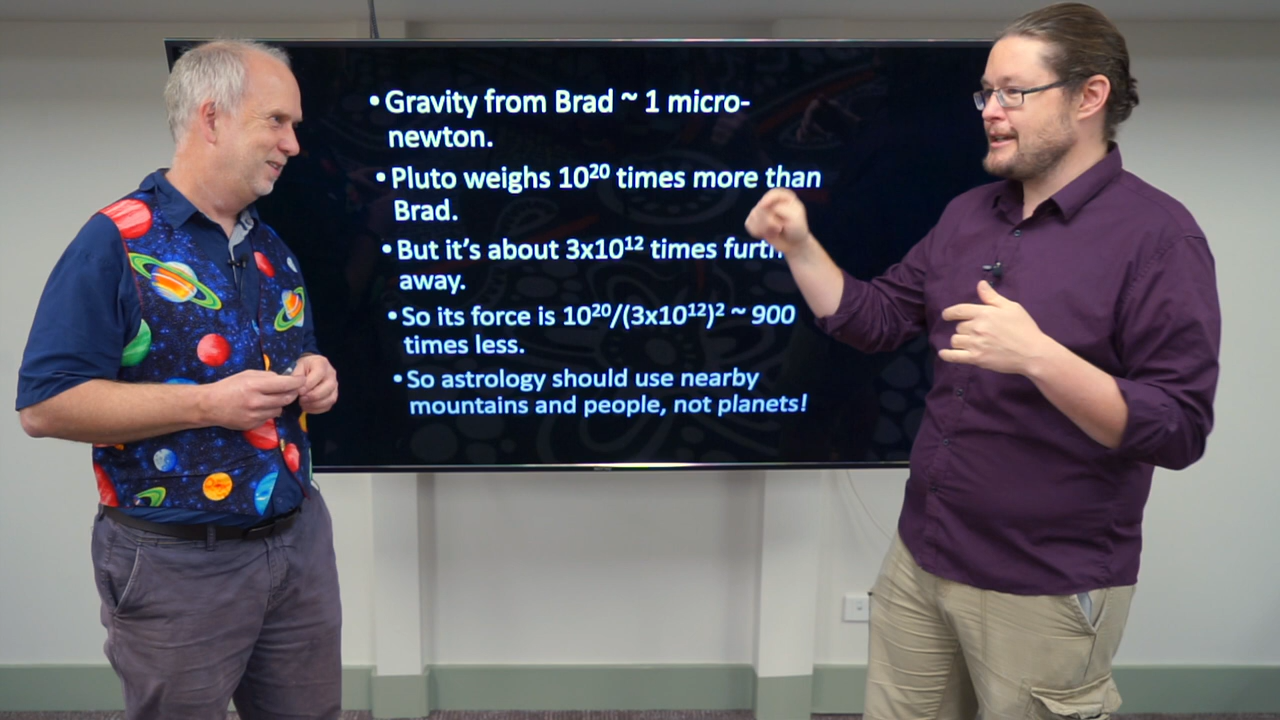 • Gravity from Brad ~ 1 micro-
newton.
• Pluto weighs 10²⁰ times more than
Brad.
• But it's about 3x10¹² times
away.
• So its force is 10²⁰/(3x10¹²)² ~ 900
times less.
• So astrology should use nearby
mountains and people, not planets!